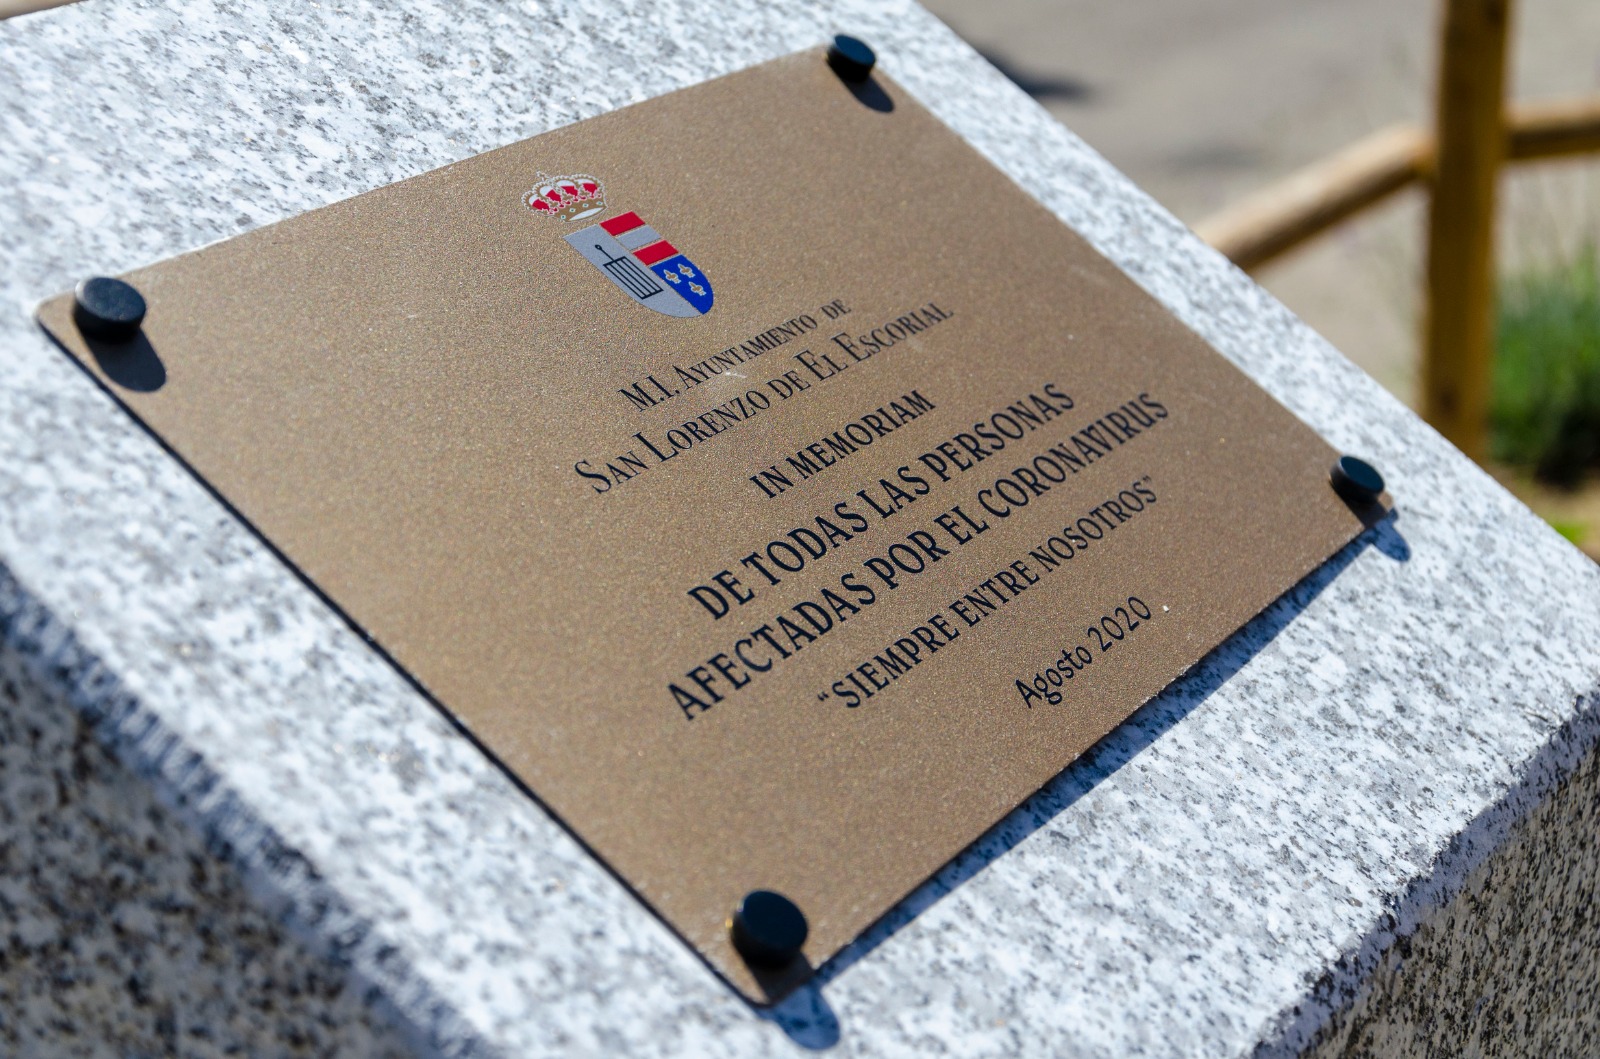 M.I. AYUNTAMIENTO DE
SAN LORENZO DE EL ESCORIAL
IN MEMORIAM
DE TODAS LAS PERSONAS
AFECTADAS POR EL CORONAVIRUS
“SIEMPRE ENTRE NOSOTROS”
Agosto 2020